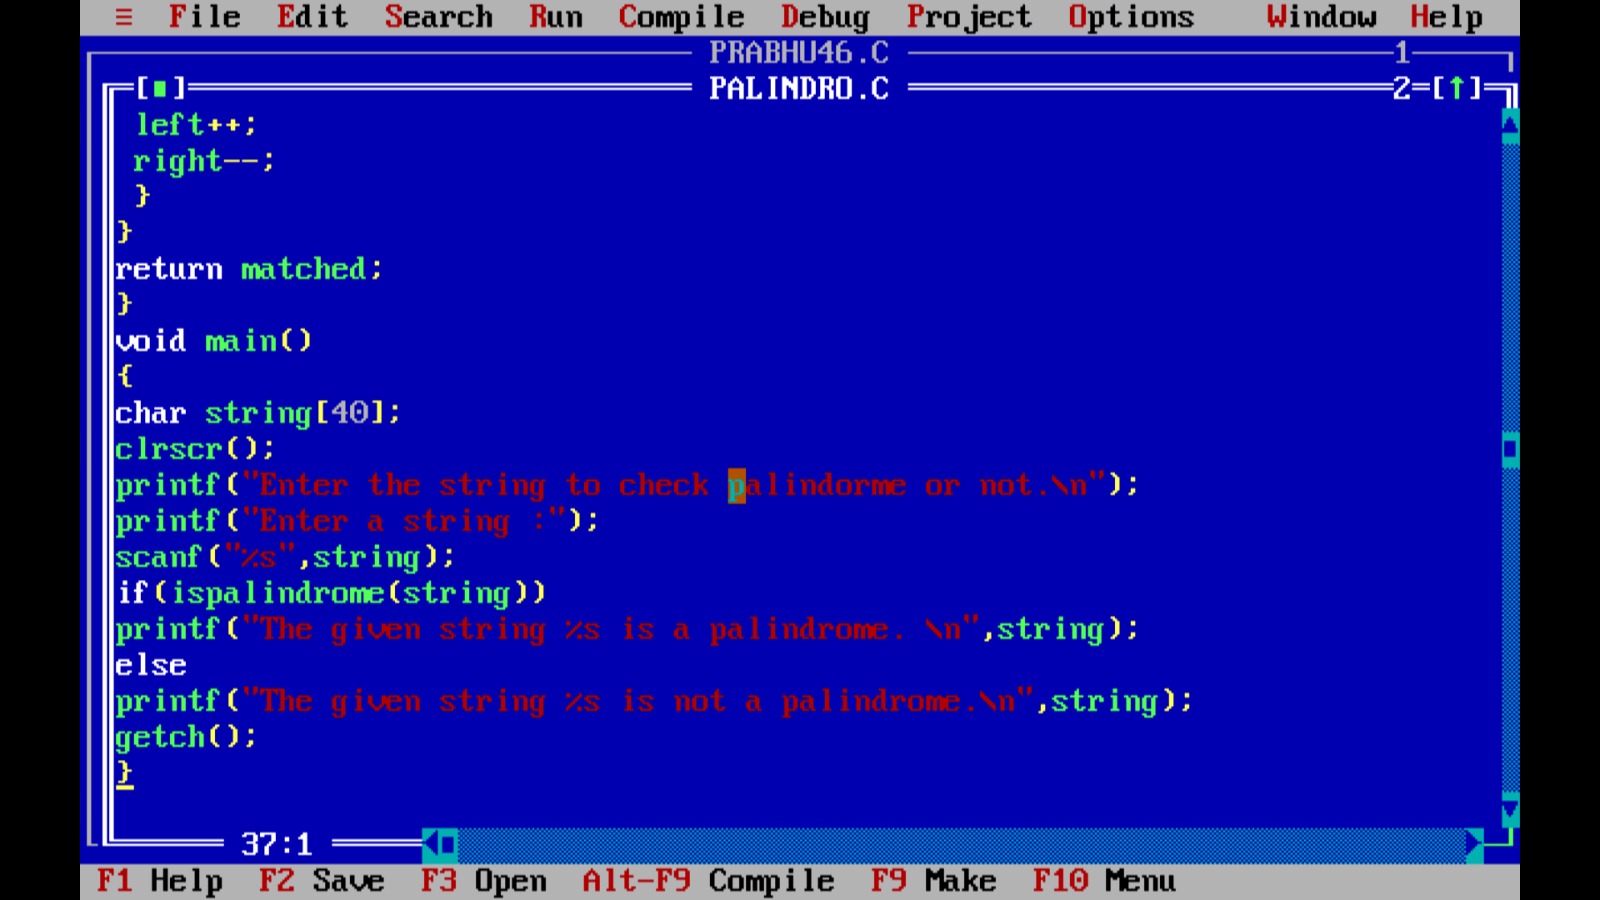 ≡ File Edit Search Run Compile Debug Project Options Window Help
PRABHU46.C 1
[■] PALINDRO.C 2=[↑]
left++;
right--;
}
}
return matched;
}
void main()
{
char string[40];
clrscr();
printf("Enter the string to check palindorme or not.\n");
printf("Enter a string :");
scanf("%s",string);
if(ispalindrome(string))
printf("The given string %s is a palindrome. \n",string);
else
printf("The given string %s is not a palindrome.\n",string);
getch();
}
37:1
F1 Help F2 Save F3 Open Alt-F9 Compile F9 Make F10 Menu